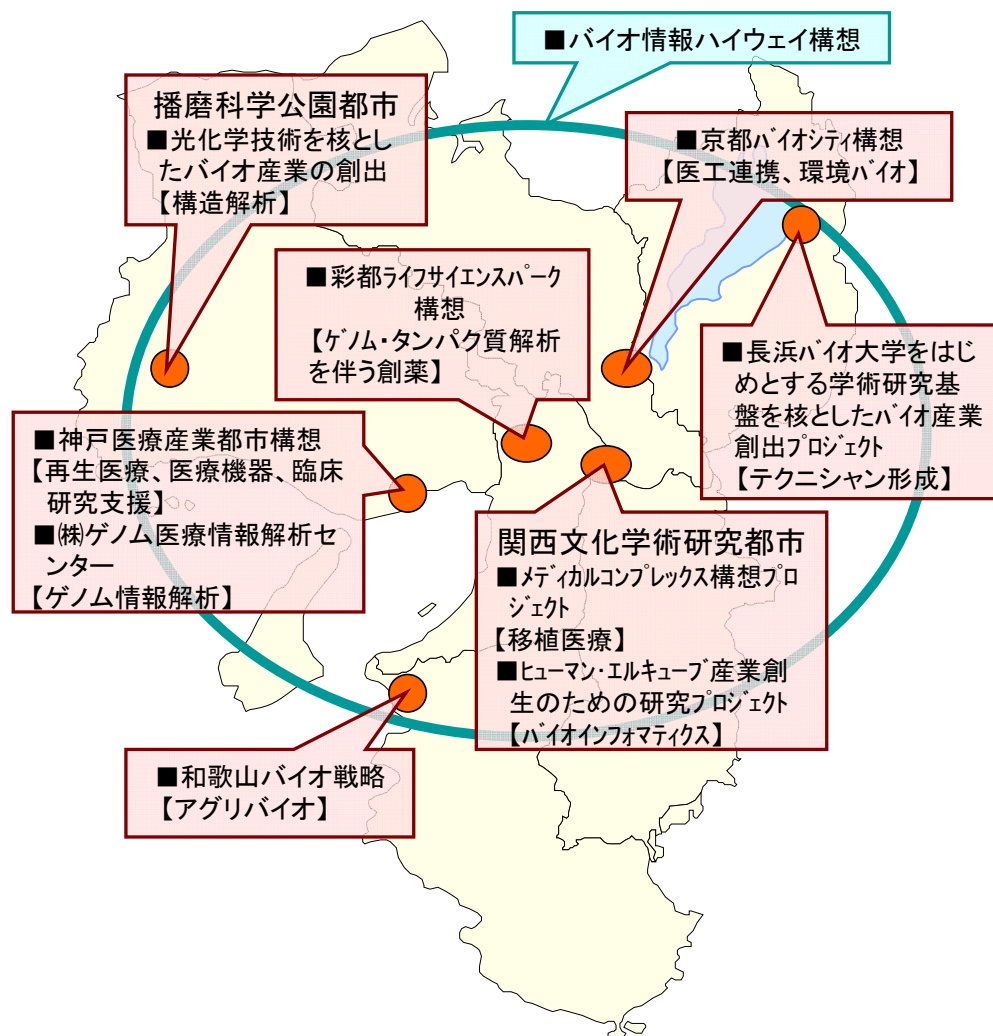 ■バイオ情報ハイウェイ構想
播磨科学公園都市
■光化学技術を核とし
たバイオ産業の創出
【構造解析】
■京都ﾊﾞｲｵｼﾃｨ構想
【医工連携、環境ﾊﾞｲｵ】
■彩都ﾗｲﾌｻｲｴﾝｽﾊﾟｰｸ
構想
【ｹﾞﾉﾑ・タンパク質解析
を伴う創薬】
■長浜ﾊﾞｲｵ大学をはじ
めとする学術研究基
盤を核としたﾊﾞｲｵ産業
創出ﾌﾟﾛｼﾞｪｸﾄ
【テクニシャン形成】
■神戸医療産業都市構想
【再生医療、医療機器、臨床
研究支援】
■㈱ゲノム医療情報解析セ
ンター
【ゲノム情報解析】
関西文化学術研究都市
■ﾒﾃﾞｨｶﾙｺﾝﾌﾟﾚｯｸｽ構想ﾌﾟﾛ
ｼﾞｪｸﾄ
【移植医療】
■ﾋｭｰﾏﾝ・ｴﾙｷｭｰﾌﾞ産業創
生のための研究ﾌﾟﾛｼﾞｪｸﾄ
【ﾊﾞｲｵｲﾝﾌｫﾏﾃｨｸｽ】
■和歌山バイオ戦略
【アグリバイオ】